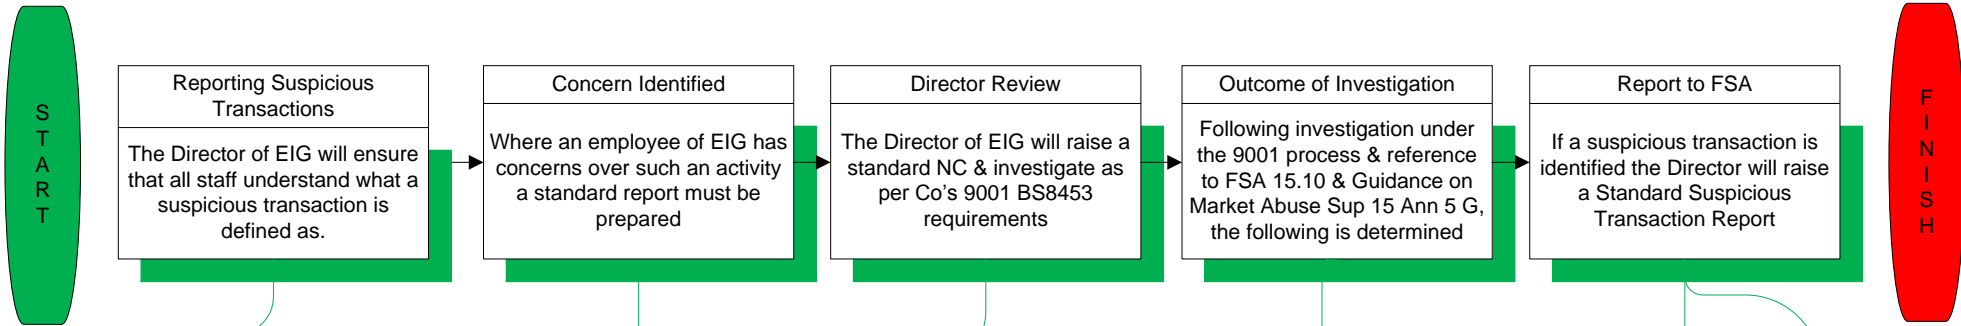 S
T
A
R
T
Reporting Suspicious
Transactions
The Director of EIG will ensure
that all staff understand what a
suspicious transaction is
defined as.
Concern Identified
Where an employee of EIG has
concerns over such an activity
a standard report must be
prepared
Director Review
The Director of EIG will raise a
standard NC & investigate as
per Co's 9001 BS8453
requirements
Outcome of Investigation
Following investigation under
the 9001 process & reference
to FSA 15.10 & Guidance on
Market Abuse Sup 15 Ann 5 G,
the following is determined
Report to FSA
If a suspicious transaction is
identified the Director will raise
a Standard Suspicious
Transaction Report
F
I
N
I
S
H